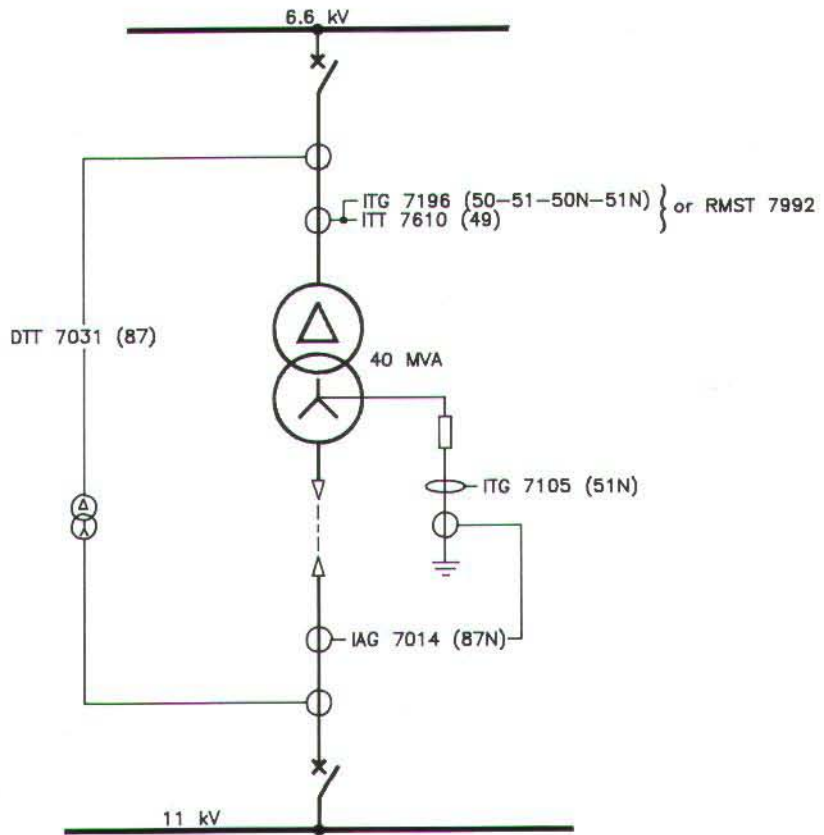 6.6 kV
ITG 7196 (50-51-50N-51N)
ITT 7610 (49)
or RMST 7992
DTT 7031 (87)
40 MVA
ITG 7105 (51N)
IAG 7014 (87N)
11 kV